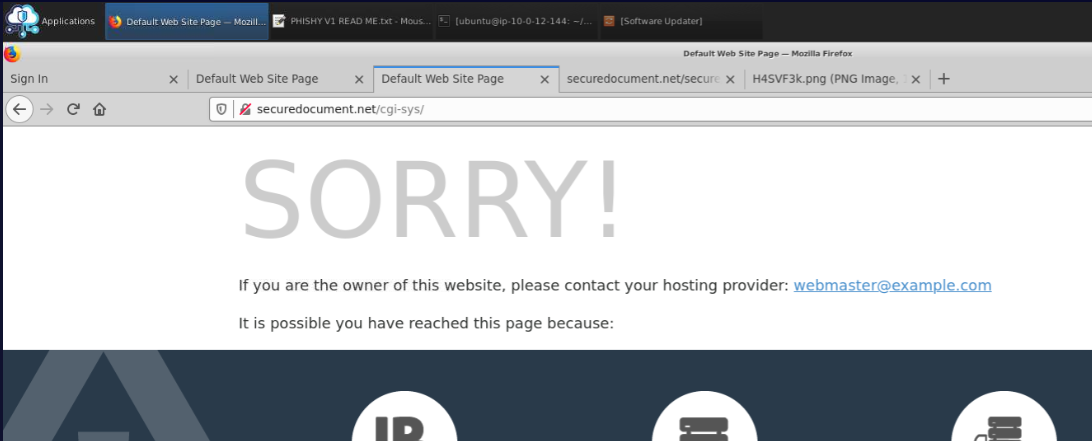 Applications
Default Web Site Page — Mozill...
PHISHY V1 READ ME.txt - Mous...
[ubuntu@ip-10-0-12-144: ~/...
[Software Updater]
Default Web Site Page — Mozilla Firefox
Sign In
Default Web Site Page
Default Web Site Page
securedocument.net/secure
H4SVF3k.png (PNG Image,
securedocument.net/cgi-sys/
SORRY!
If you are the owner of this website, please contact your hosting provider: webmaster@example.com
It is possible you have reached this page because:
IP